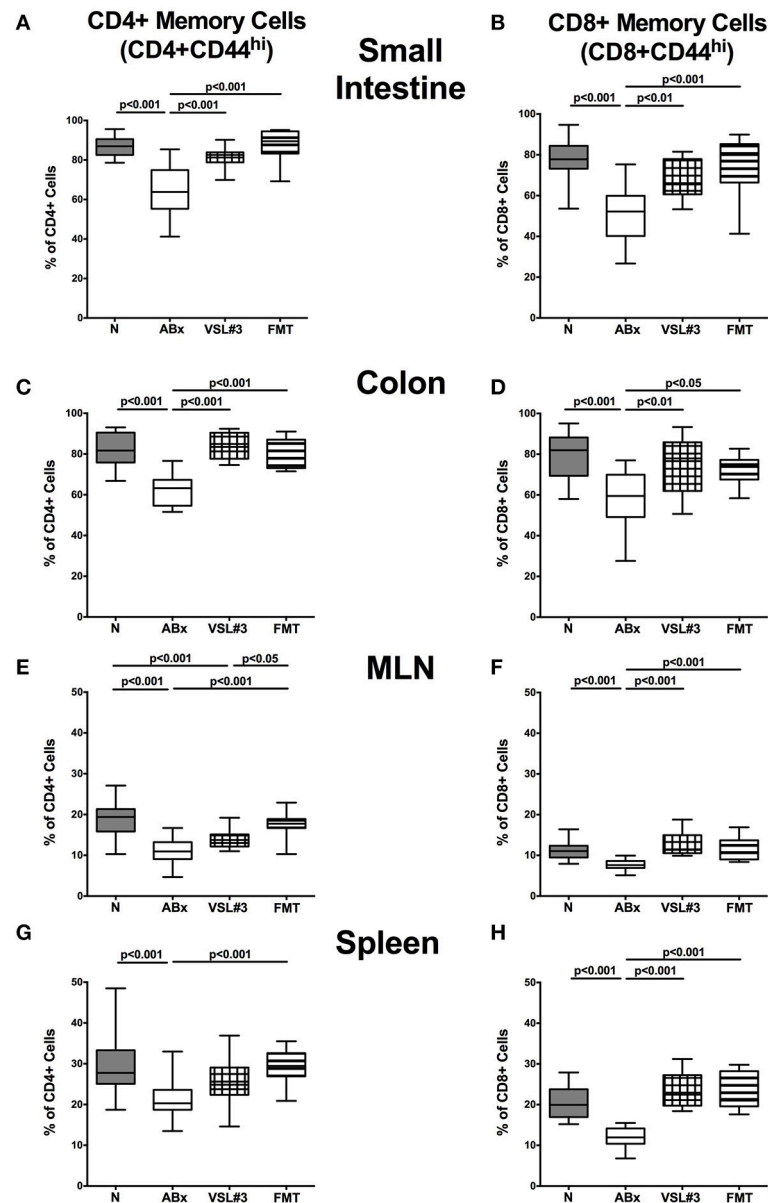 A
CD4+ Memory Cells
(CD4+CD44hi)
Small
Intestine
B
CD8+ Memory Cells
(CD8+CD44hi)
p<0.001
p<0.001 p<0.001
100
80
60
40
20
0
% of CD4+ Cells
N ABx VSL#3 FMT
p<0.001
p<0.001 p<0.01
100
80
60
40
20
0
% of CD8+ Cells
N ABx VSL#3 FMT
C
Colon
D
p<0.001
p<0.001 p<0.001
100
80
60
40
20
0
% of CD4+ Cells
N ABx VSL#3 FMT
p<0.05
p<0.001 p<0.01
100
80
60
40
20
0
% of CD8+ Cells
N ABx VSL#3 FMT
E
MLN
F
p<0.001 p<0.05
p<0.001 p<0.001
50
40
30
20
10
0
% of CD4+ Cells
N ABx VSL#3 FMT
p<0.001
p<0.001 p<0.001
50
40
30
20
10
0
% of CD8+ Cells
N ABx VSL#3 FMT
G
Spleen
H
p<0.001 p<0.001
50
40
30
20
10
0
% of CD4+ Cells
N ABx VSL#3 FMT
p<0.001
p<0.001 p<0.001
50
40
30
20
10
0
% of CD8+ Cells
N ABx VSL#3 FMT